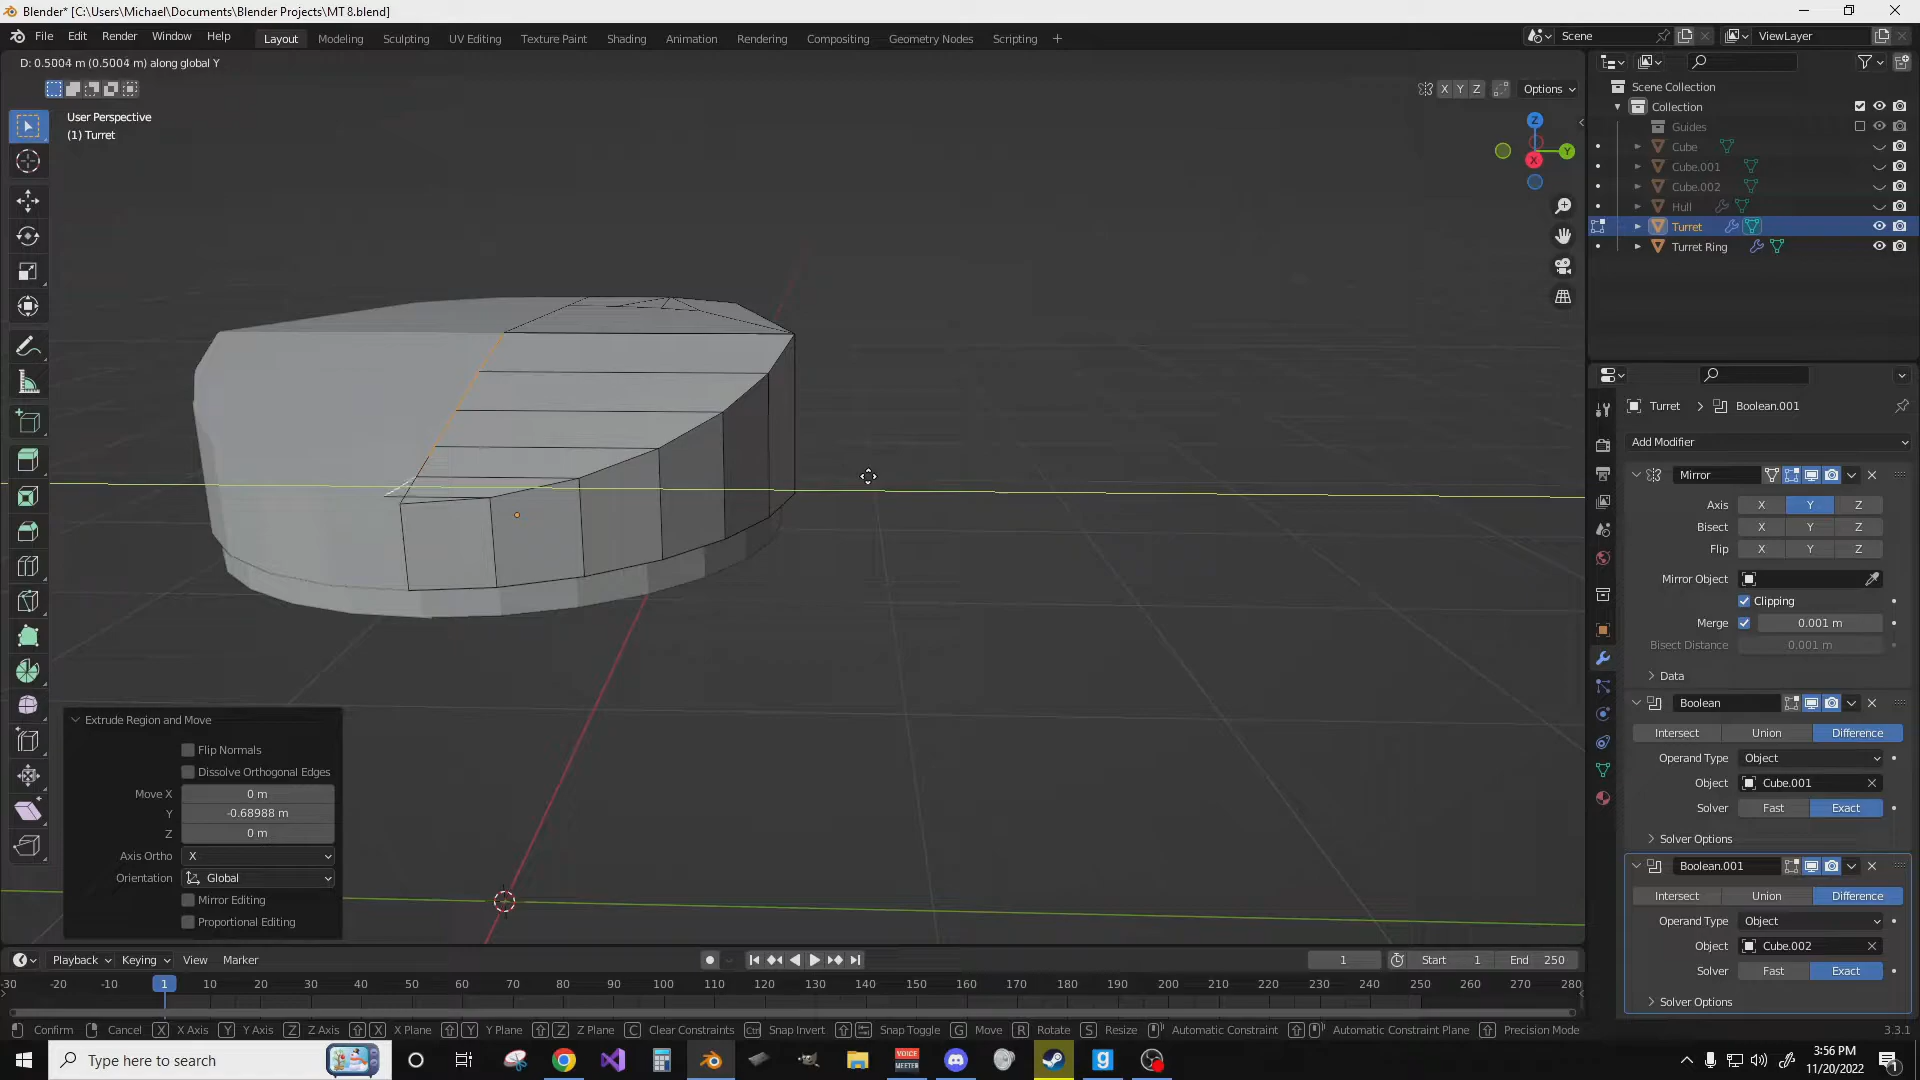 Blender* [C:\Users\Michael\Documents\Blender Projects\MT 8.blend]
File Edit Render Window Help Layout Modeling Sculpting UV Editing Texture Paint Shading Animation Rendering Compositing Geometry Nodes Scripting + Scene ViewLayer
D: 0.5004 m (0.5004 m) along global Y
X Y Z Options
User Perspective
(1) Turret
Z
Y
X
Scene Collection
Collection
Guides
Cube
Cube.001
Cube.002
Hull
Turret
Turret Ring
Turret > Boolean.001
Add Modifier
Mirror
Axis X Y Z
Bisect X Y Z
Flip X Y Z
Mirror Object
Clipping
Merge 0.001 m
Bisect Distance 0.001 m
Data
Boolean
Intersect Union Difference
Operand Type Object
Object Cube.001
Solver Fast Exact
Solver Options
Boolean.001
Intersect Union Difference
Operand Type Object
Object Cube.002
Solver Fast Exact
Solver Options
Extrude Region and Move
Flip Normals
Dissolve Orthogonal Edges
Move X 0 m
Y -0.68988 m
Z 0 m
Axis Ortho X
Orientation Global
Mirror Editing
Proportional Editing
Playback Keying View Marker 1 Start 1 End 250
-30 -20 -10 1 10 20 30 40 50 60 70 80 90 100 110 120 130 140 150 160 170 180 190 200 210 220 230 240 250 260 270 280
Confirm Cancel X X Axis Y Y Axis Z Z Axis X X Plane Y Y Plane Z Z Plane C Clear Constraints Ctrl Snap Invert Snap Toggle G Move R Rotate S Resize Automatic Constraint Automatic Constraint Plane Precision Mode 3.3.1
Type here to search
VOICE MEETER
3:56 PM
11/20/2022
1